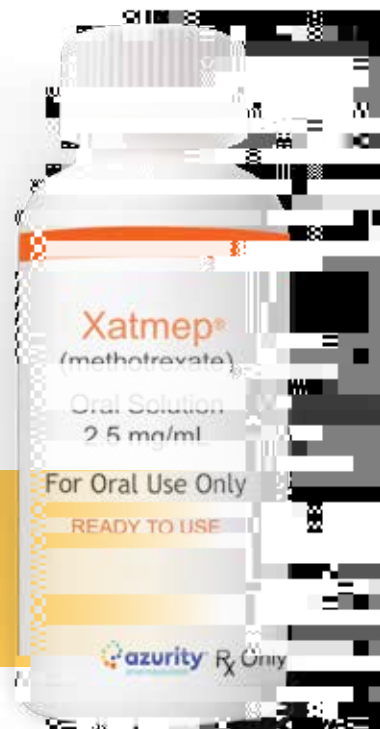 Xatmep®
(methotrexate)
Oral Solution
2.5 mg/mL
For Oral Use Only
READY TO USE
azurity Rx Only